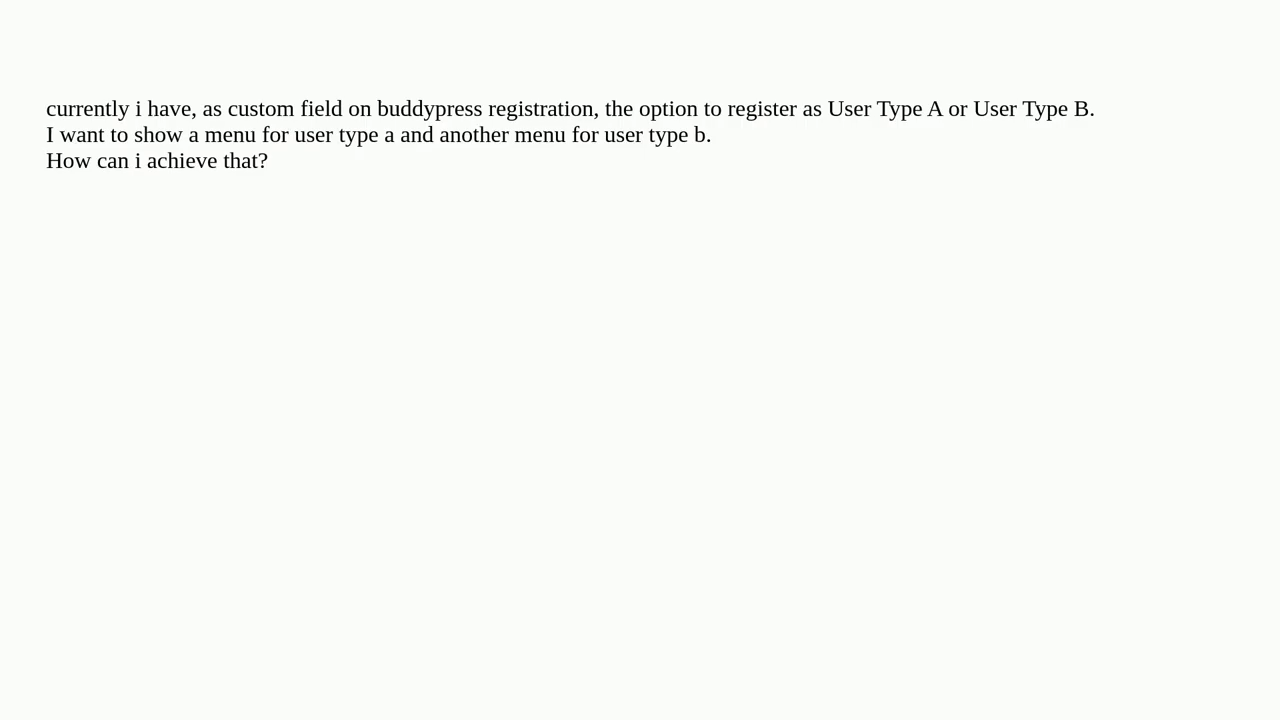 currently i have, as custom field on buddypress registration, the option to register as User Type A or User Type B.
I want to show a menu for user type a and another menu for user type b.
How can i achieve that?